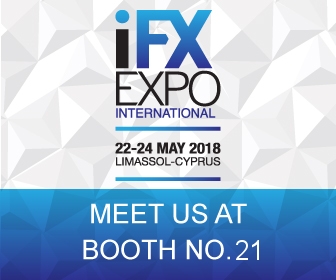 iFX
EXPO
INTERNATIONAL
22-24 MAY 2018
LIMASSOL-CYPRUS
MEET US AT
BOOTH NO.21